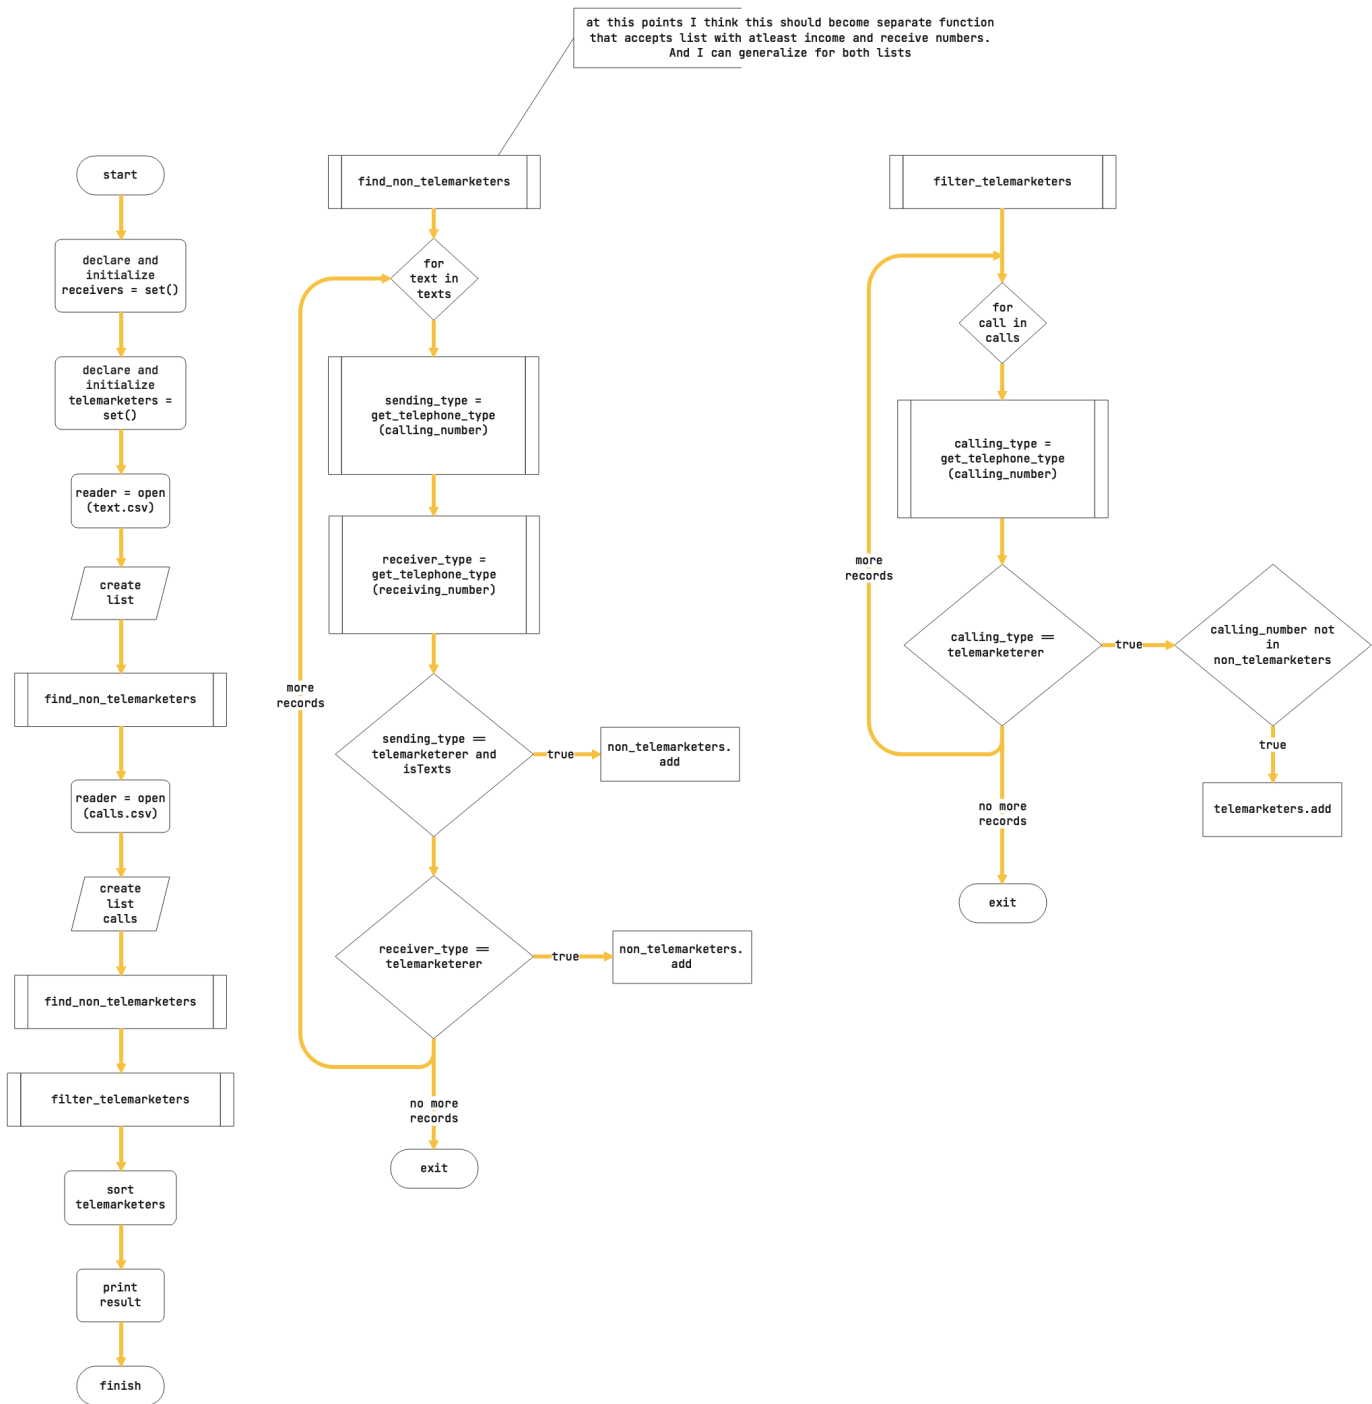 at this points I think this should become separate function
that accepts list with atleast income and receive numbers.
And I can generalize for both lists
start
declare and
initialize
receivers = set()
declare and
initialize
telemarketers =
set()
reader = open
(text.csv)
create
list
find_non_telemarketers
reader = open
(calls.csv)
create
list
calls
find_non_telemarketers
filter_telemarketers
sort
telemarketers
print
result
finish
find_non_telemarketers
for
text in
texts
sending_type =
get_telephone_type
(calling_number)
receiver_type =
get_telephone_type
(receiving_number)
more
records
sending_type ==
telemarketerer and
isTexts
true
non_telemarketers.
add
receiver_type ==
telemarketerer
true
non_telemarketers.
add
no more
records
exit
filter_telemarketers
for
call in
calls
calling_type =
get_telephone_type
(calling_number)
more
records
calling_type ==
telemarketerer
true
calling_number not
in
non_telemarketers
true
telemarketers.add
no more
records
exit